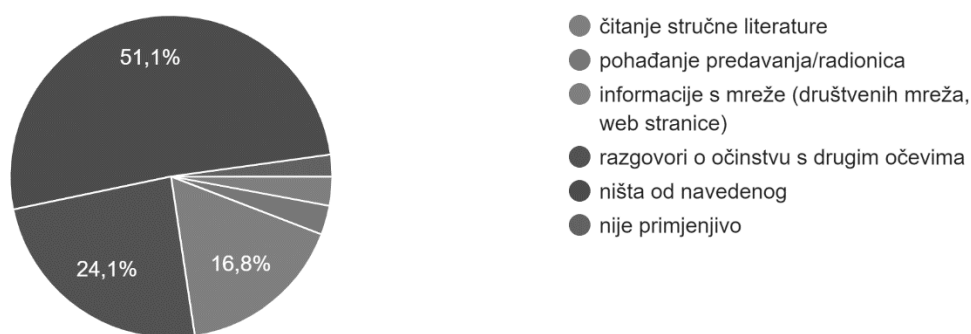 51,1%
24,1%
16,8%
čitanje stručne literature
pohađanje predavanja/radionica
informacije s mreže (društvenih mreža,
web stranice)
razgovori o očinstvu s drugim očevima
ništa od navedenog
nije primjenjivo